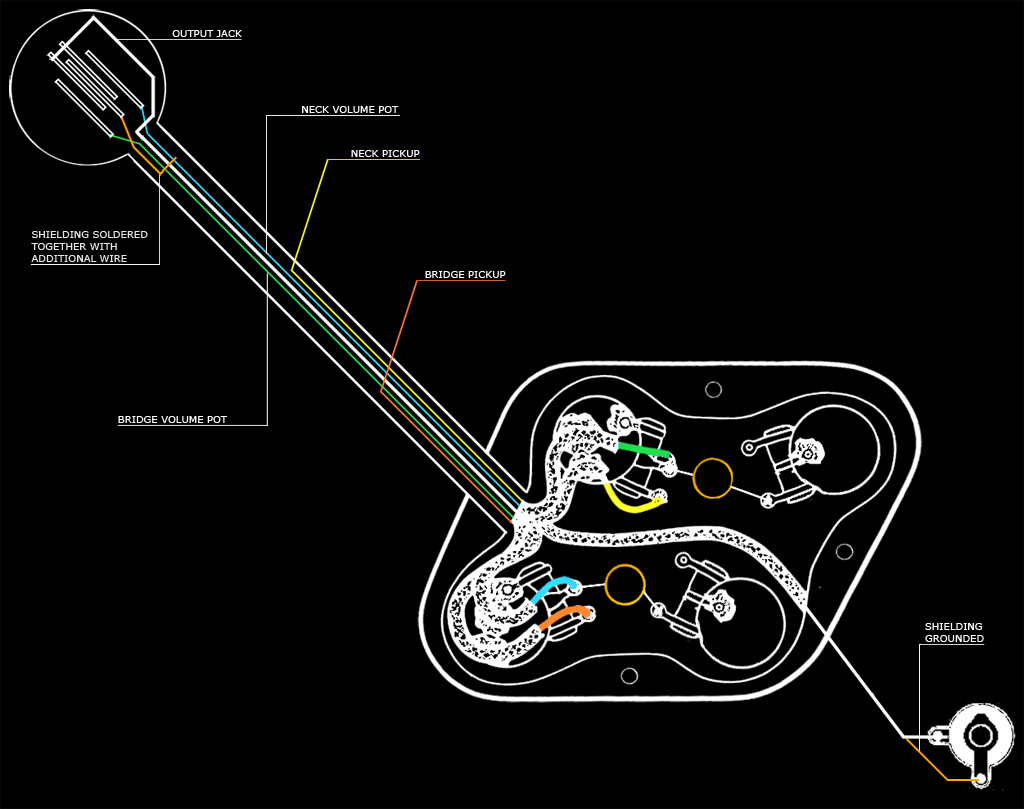 OUTPUT JACK
NECK VOLUME POT
NECK PICKUP
SHIELDING SOLDERED
TOGETHER WITH
ADDITIONAL WIRE
BRIDGE PICKUP
BRIDGE VOLUME POT
SHIELDING
GROUNDED